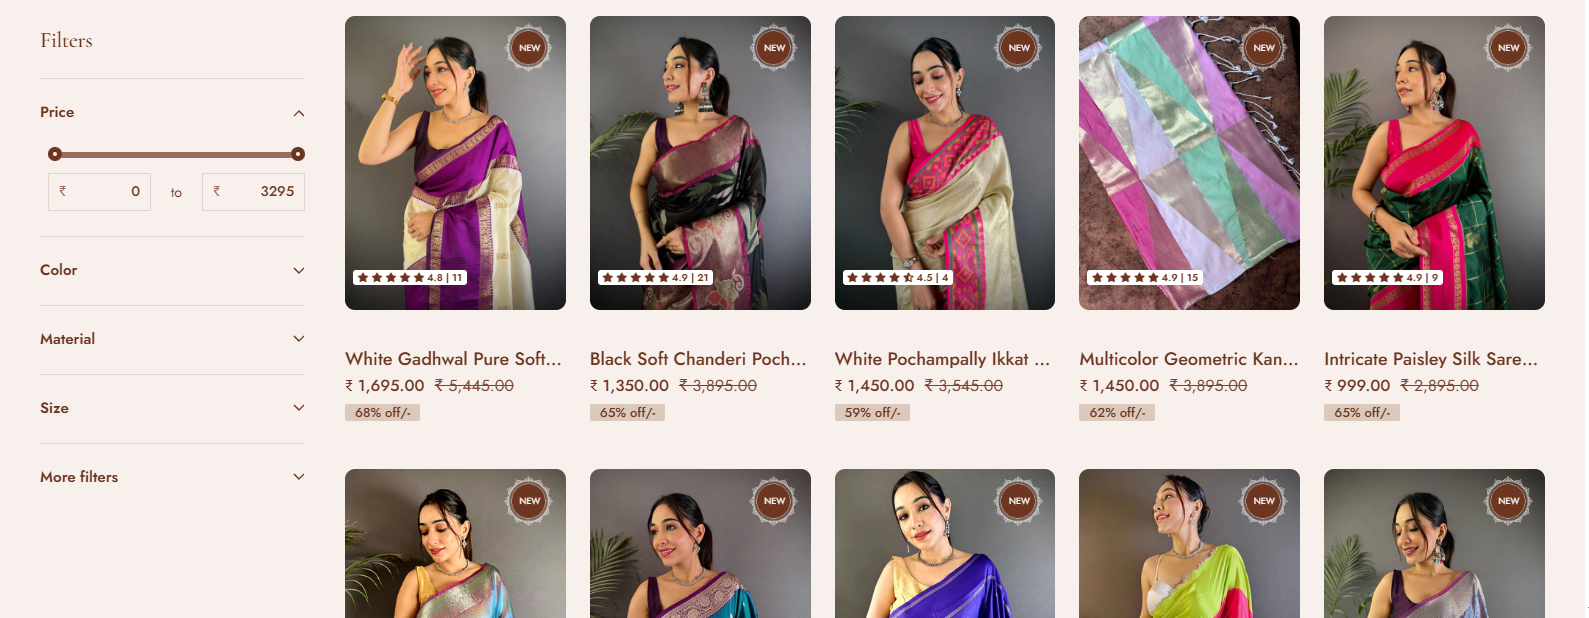 Filters
Price
₹ 0 to ₹ 3295
Color
Material
Size
More filters
NEW
4.8 | 11
White Gadhwal Pure Soft...
₹ 1,695.00 ₹ 5,445.00
68% off/-
NEW
4.9 | 21
Black Soft Chanderi Poch...
₹ 1,350.00 ₹ 3,895.00
65% off/-
NEW
4.5 | 4
White Pochampally Ikkat ...
₹ 1,450.00 ₹ 3,545.00
59% off/-
NEW
4.9 | 15
Multicolor Geometric Kan...
₹ 1,450.00 ₹ 3,895.00
62% off/-
NEW
4.9 | 9
Intricate Paisley Silk Sare...
₹ 999.00 ₹ 2,895.00
65% off/-
NEW
NEW
NEW
NEW
NEW